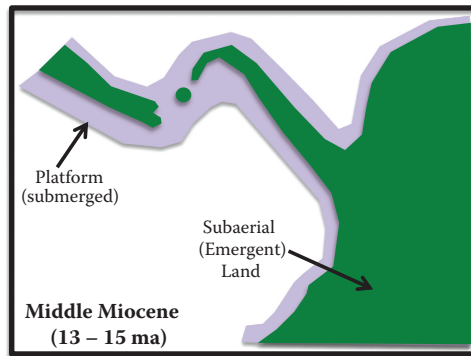 Platform
(submerged)
Subaerial
(Emergent)
Land
Middle Miocene
(13 – 15 ma)